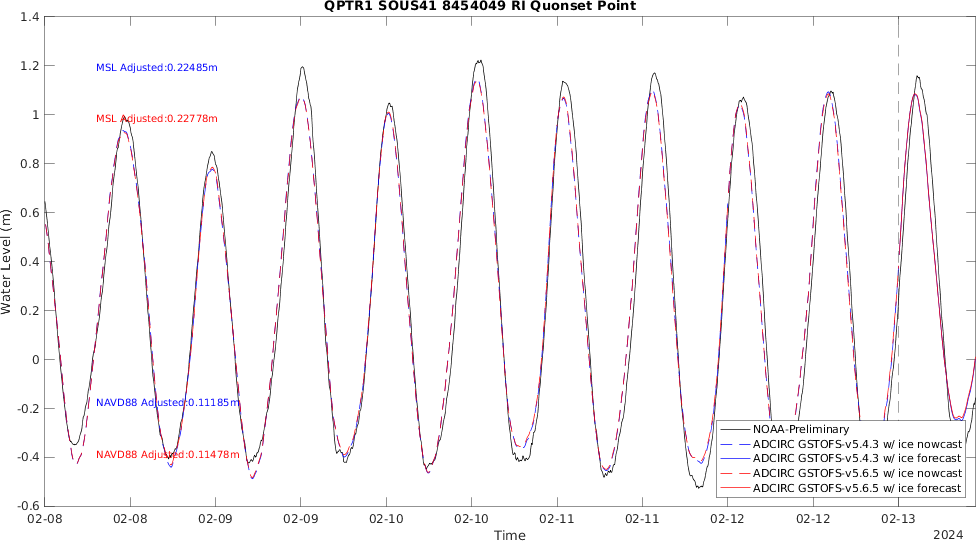 QPTR1 SOUS41 8454049 RI Quonset Point
1.4
1.2
1
0.8
0.6
0.4
0.2
0
-0.2
-0.4
-0.6
Water Level (m)
MSL Adjusted:0.22485m
MSL Adjusted:0.22778m
NAVD88 Adjusted:0.11185m
NAVD88 Adjusted:0.11478m
NOAA-Preliminary
ADCIRC GSTOFS-v5.4.3 w/ ice nowcast
ADCIRC GSTOFS-v5.4.3 w/ ice forecast
ADCIRC GSTOFS-v5.6.5 w/ ice nowcast
ADCIRC GSTOFS-v5.6.5 w/ ice forecast
02-08 02-08 02-09 02-09 02-10 02-10 02-11 02-11 02-12 02-12 02-13
Time
2024